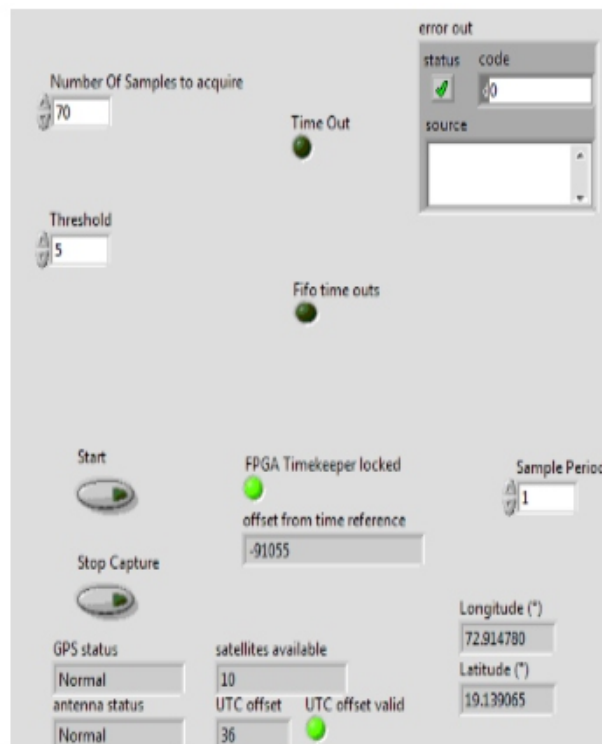 error out
status code
Number Of Samples to acquire
70
d0
Time Out
source
Threshold
5
Fifo time outs
Start
FPGA Timekeeper locked
Sample Period
1
offset from time reference
-91055
Stop Capture
Longitude (°)
72.914780
GPS status
satellites available
Latitude (°)
Normal
10
19.139065
antenna status
UTC offset
UTC offset valid
Normal
36